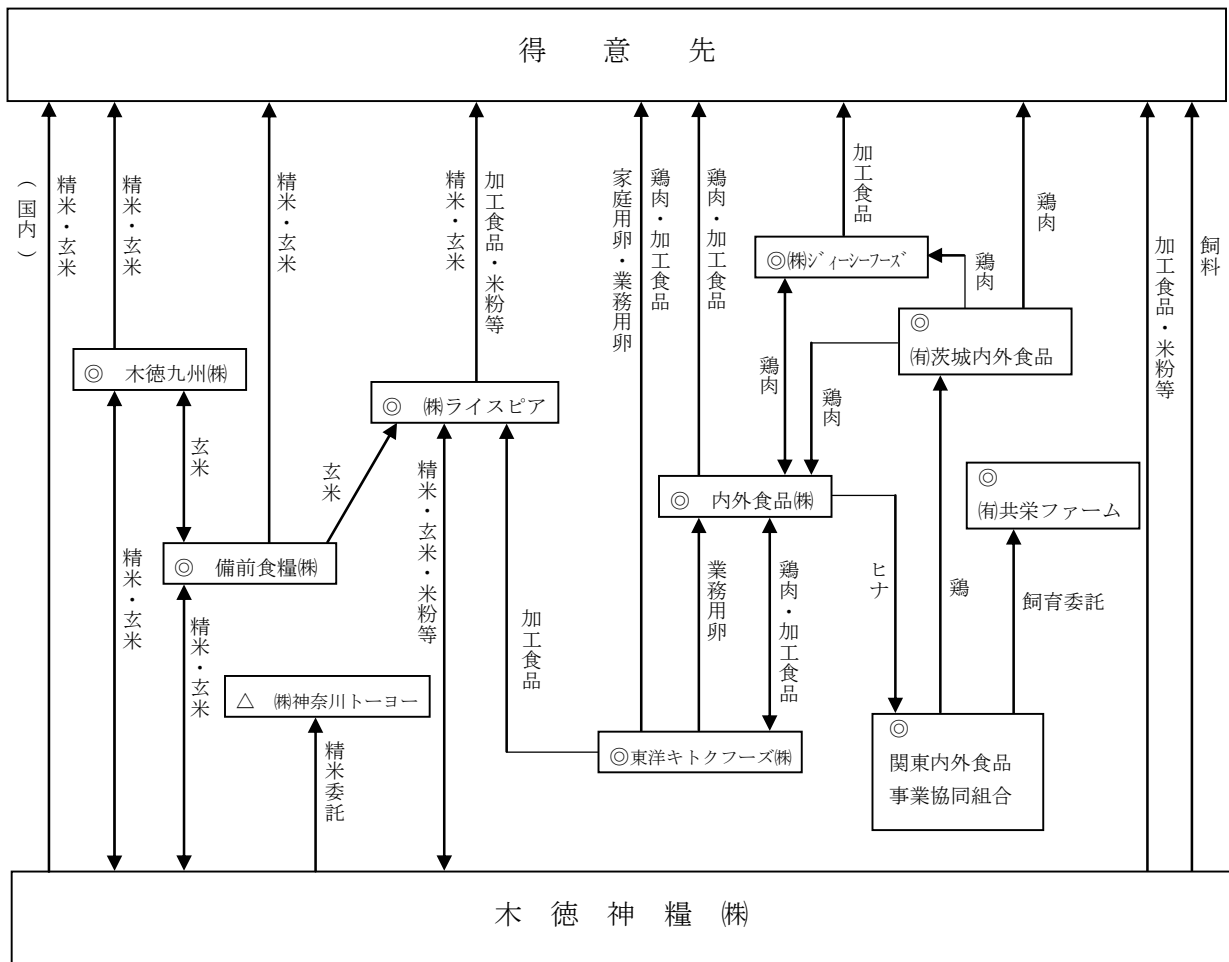 得　意　先
（国内）
精米・玄米
精米・玄米
精米・玄米
精米・玄米
加工食品・米粉等
家庭用卵・業務用卵
鶏肉・加工食品
鶏肉・加工食品
加工食品
鶏肉
加工食品・米粉等
飼料
◎㈱ｼﾞｨｰｼｰﾌｰｽﾞ
鶏肉
◎
㈲茨城内外食品
◎　木徳九州㈱
◎　㈱ライスピア
鶏肉
鶏肉
玄米
玄米
◎　内外食品㈱
◎
㈲共栄ファーム
◎　備前食糧㈱
精米・玄米
精米・玄米
精米・玄米・米粉等
加工食品
業務用卵
鶏肉・加工食品
ヒナ
鶏
飼育委託
△　㈱神奈川トーヨー
精米委託
◎東洋キトクフーズ㈱
◎
関東内外食品
事業協同組合
木　徳　神　糧　㈱